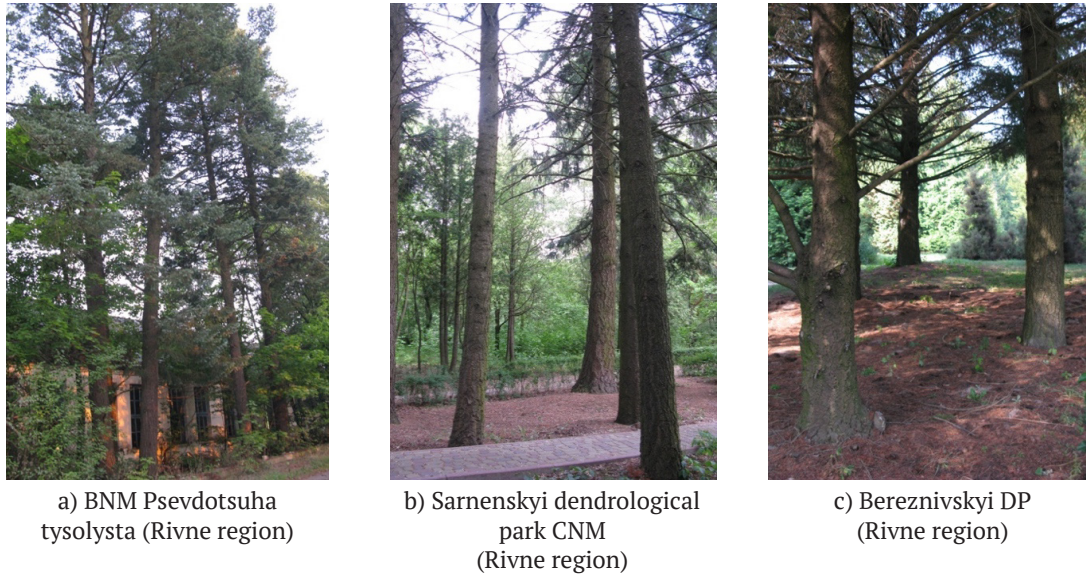 a) BNM Psevdotsuha
tysolysta (Rivne region)
b) Sarnenskyi dendrological
park CNM
(Rivne region)
c) Bereznivskyi DP
(Rivne region)